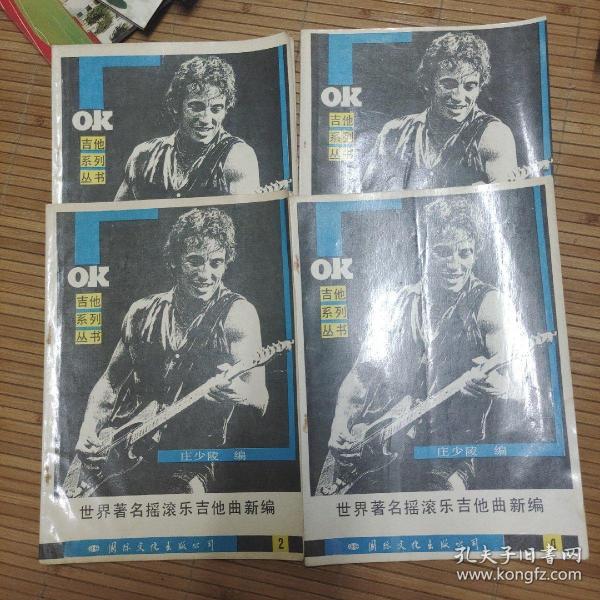 OK
吉他
系列
丛书
OK
吉他
系列
丛书
OK
吉他
系列
丛书
庄少陵 编
世界著名摇滚乐吉他曲新编
国际文化出版公司
2
OK
吉他
系列
丛书
庄少陵 编
世界著名摇滚乐吉他曲新编
国际文化出版公司
孔夫子旧书网
www.kongfz.com